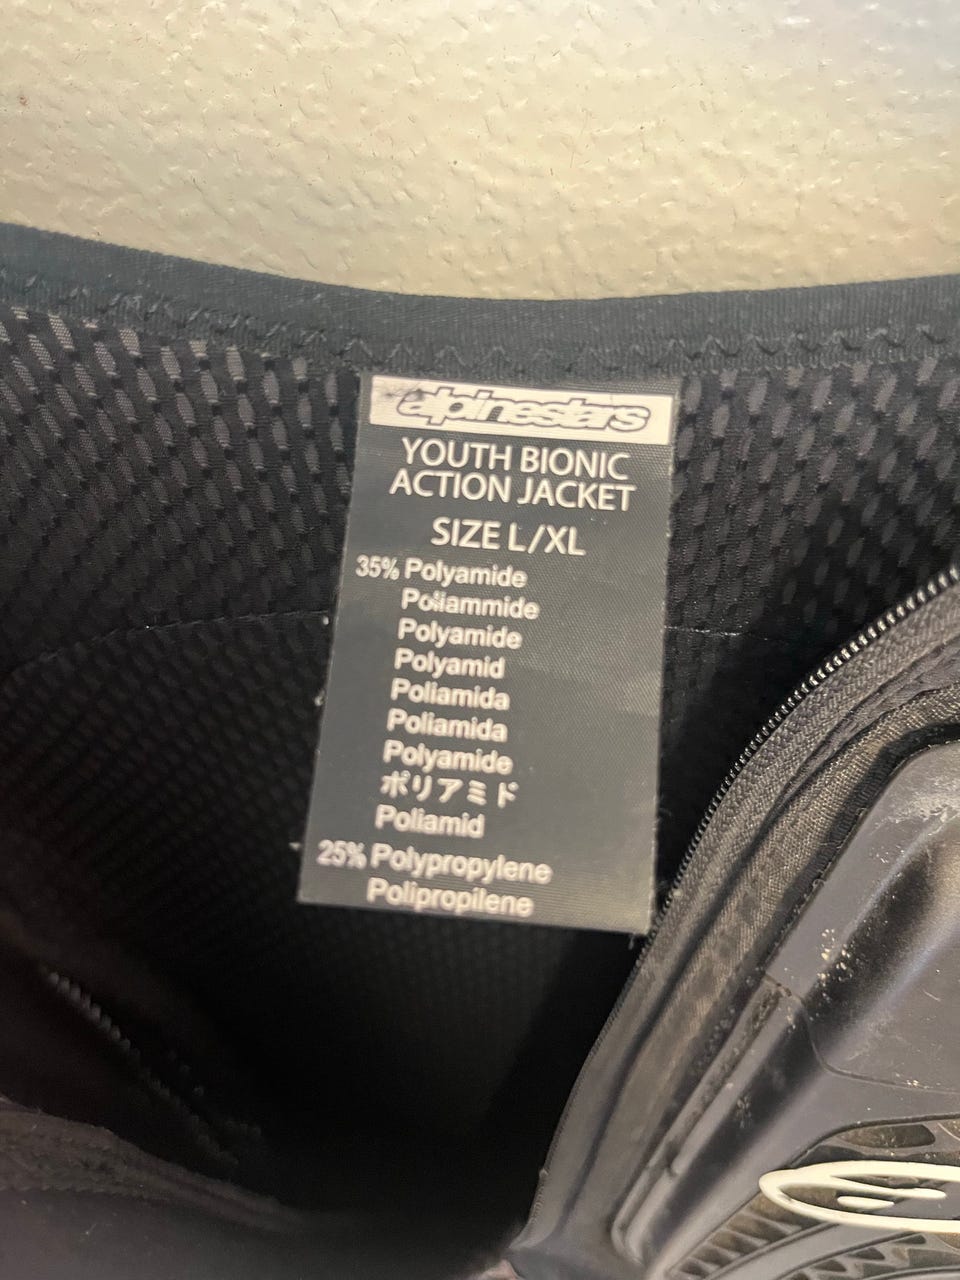 alpinestars
YOUTH BIONIC
ACTION JACKET
SIZE L/XL
35% Polyamide
Poliammide
Polyamide
Polyamid
Poliamida
Poliamida
Polyamide
ポリアミド
Poliamid
25% Polypropylene
Polipropilene